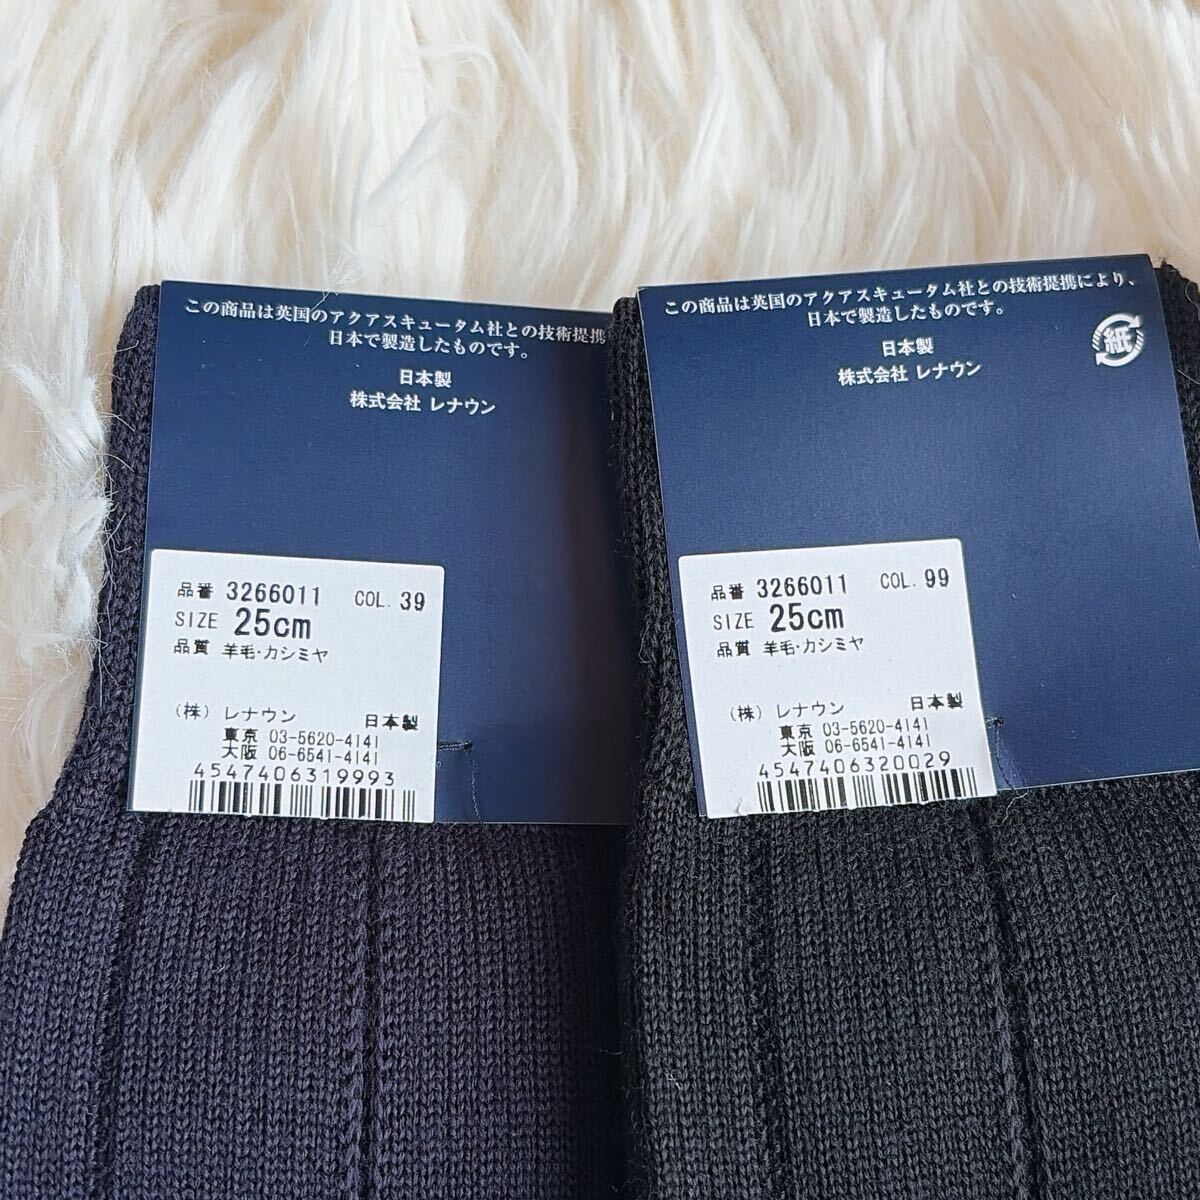 この商品は英国のアクアスキュータム社との技術提携
日本で製造したものです。
日本製
株式会社 レナウン
品番 3266011 COL. 39
SIZE 25cm
品質 羊毛・カシミヤ
(株) レナウン 日本製
東京 03-5620-4141
大阪 06-6541-4141
4547406319993
この商品は英国のアクアスキュータム社との技術提携により、
日本で製造したものです。
日本製
株式会社 レナウン
紙
品番 3266011 COL. 99
SIZE 25cm
品質 羊毛・カシミヤ
(株) レナウン 日本製
東京 03-5620-4141
大阪 06-6541-4141
4547406320029